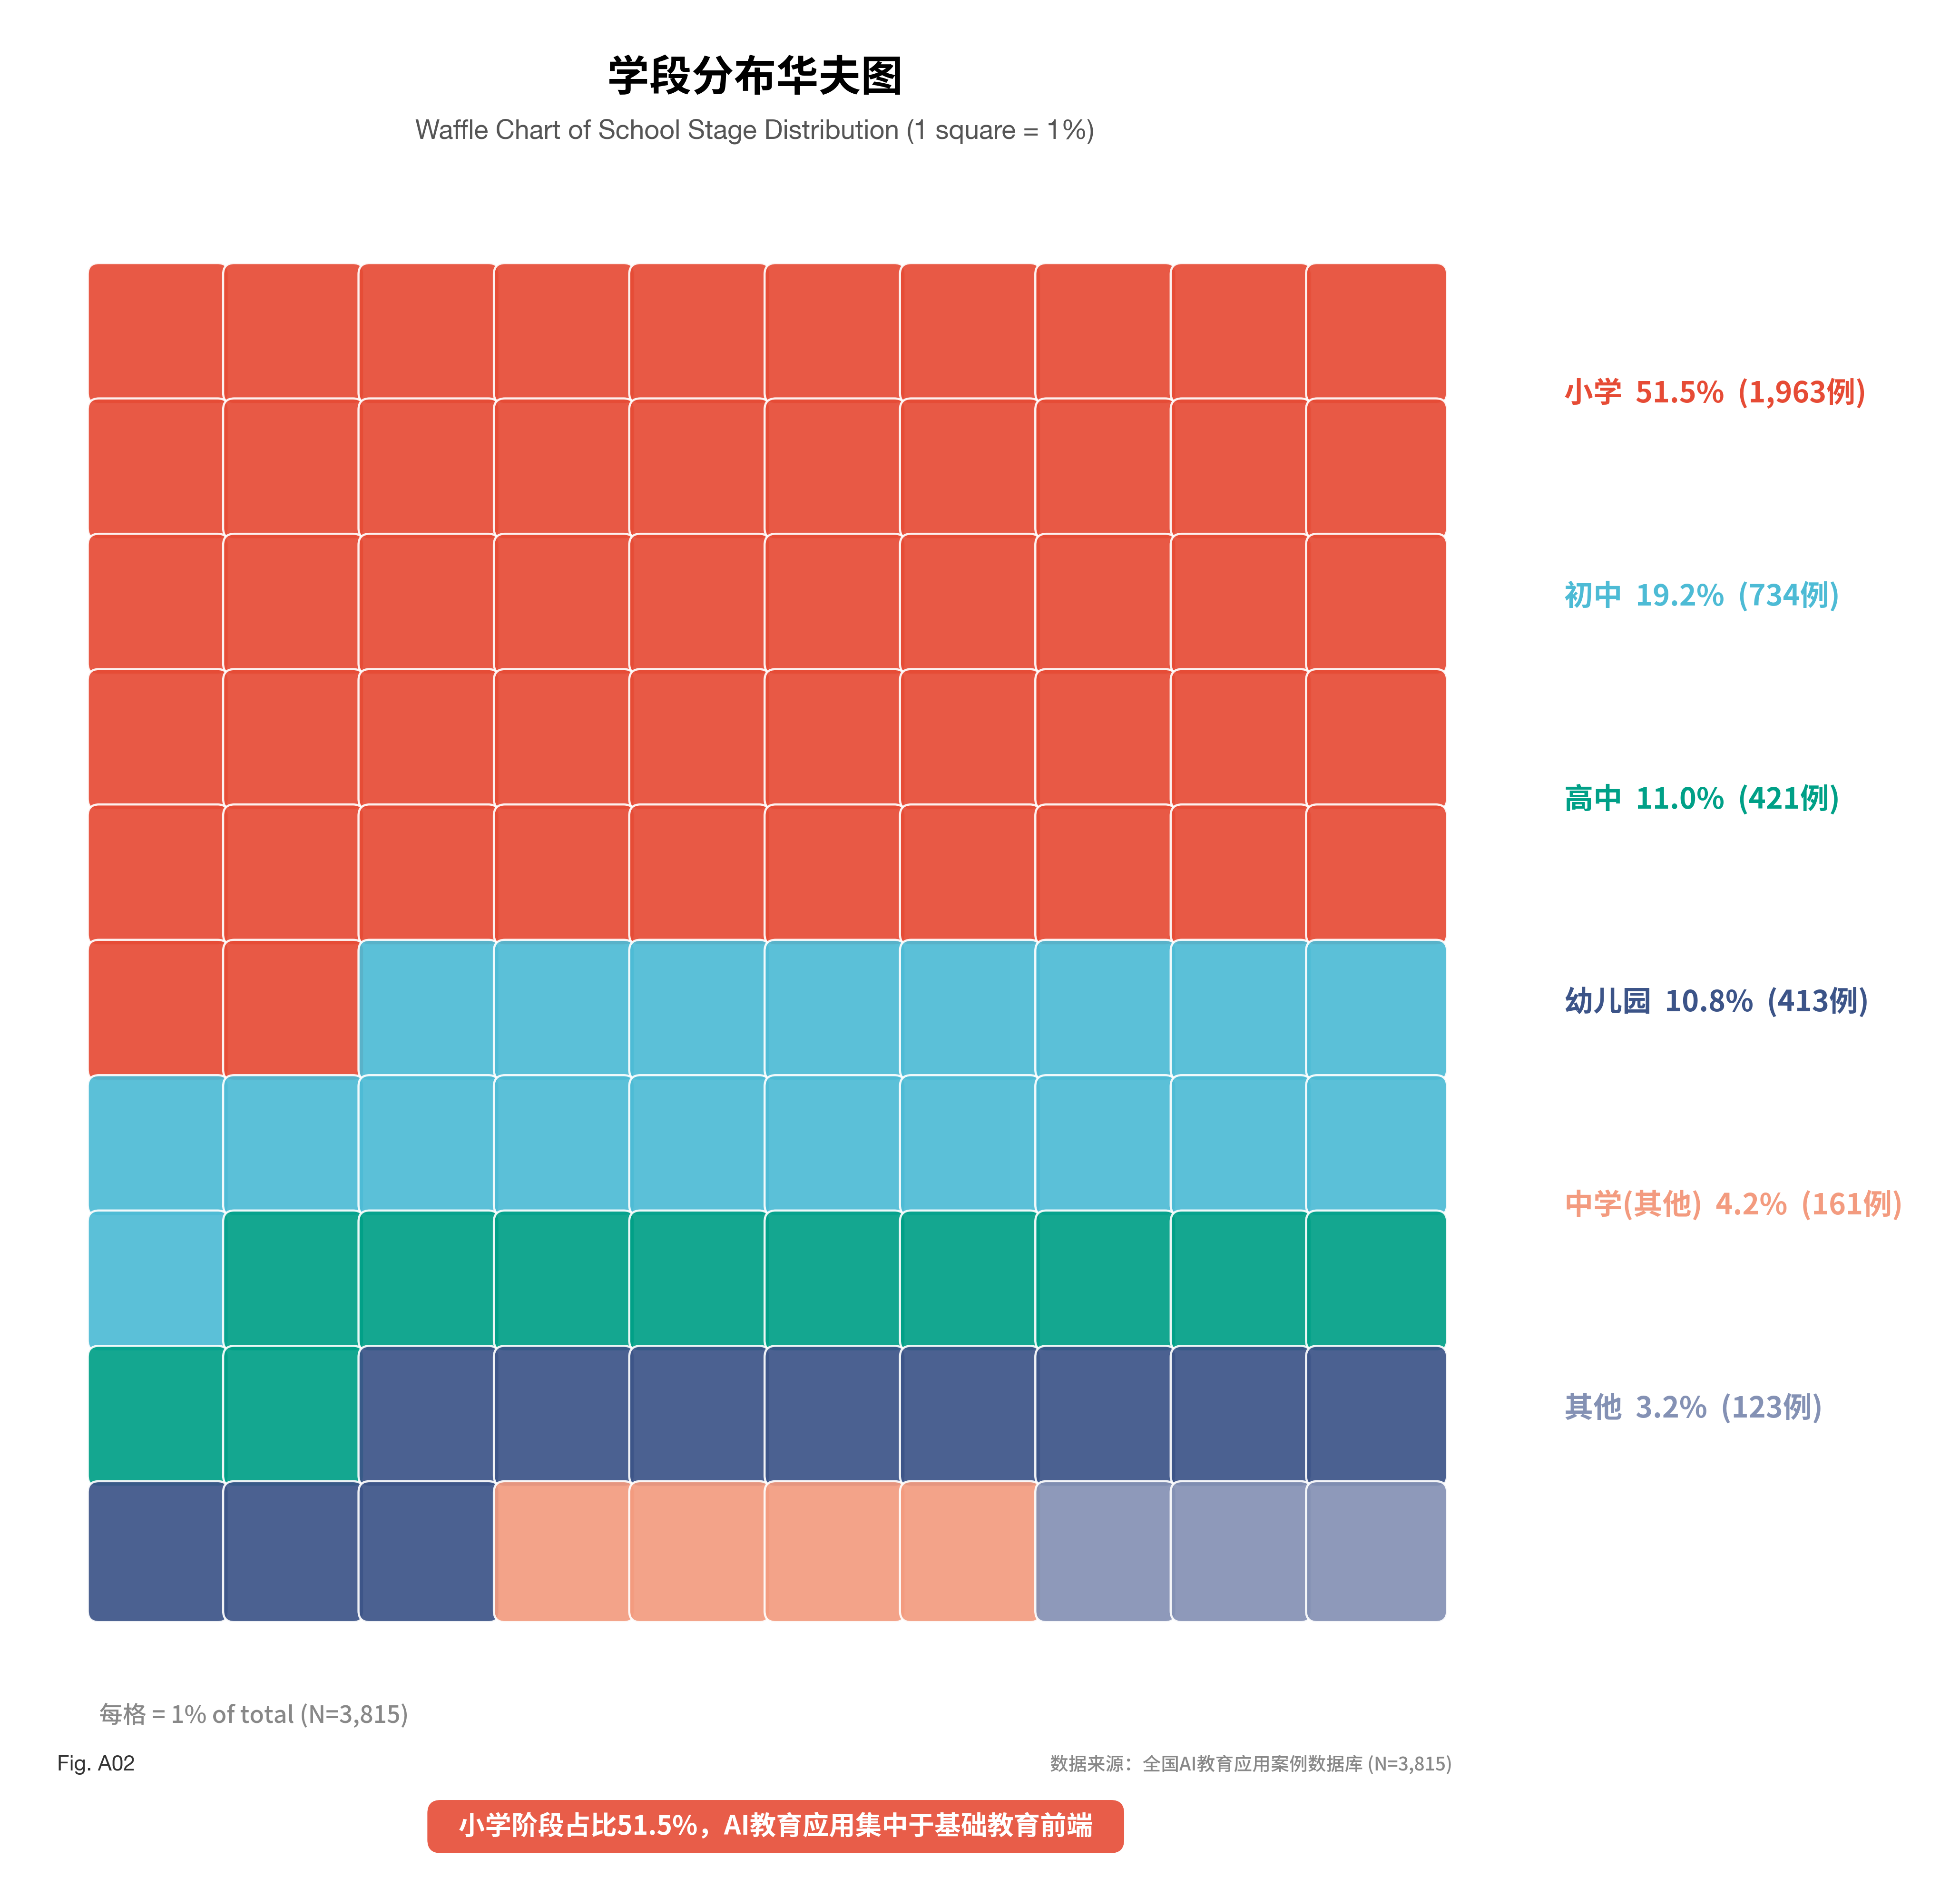 学段分布华夫图
Waffle Chart of School Stage Distribution (1 square = 1%)
小学 51.5% (1,963例)
初中 19.2% (734例)
高中 11.0% (421例)
幼儿园 10.8% (413例)
中学(其他) 4.2% (161例)
其他 3.2% (123例)
每格 = 1% of total (N=3,815)
Fig. A02
数据来源：全国AI教育应用案例数据库 (N=3,815)
小学阶段占比51.5%，AI教育应用集中于基础教育前端